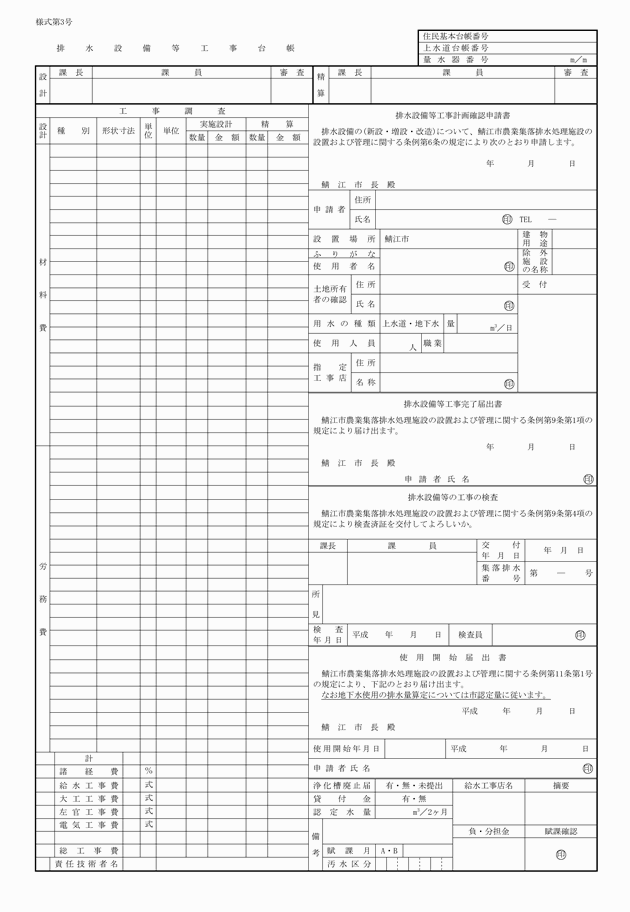 様式第3号
排水設備等工事台帳
住民基本台帳番号
上水道台帳番号
量水器番号 m/m
設計 課長 課員 審査 精算 課長 課員 審査
工事調査
設計 種別 形状寸法 単位 単位 実施設計 精算
数量 金額 数量 金額
材料費
労務費
計
諸経費 %
給水工事費 式
大工工事費 式
左官工事費 式
電気工事費 式
総工事費
責任技術者名
排水設備等工事計画確認申請書
排水設備の(新設・増設・改造)について、鯖江市農業集落排水処理施設の
設置および管理に関する条例第6条の規定により次のとおり申請します。
年 月 日
鯖江市長殿
申請者 住所
氏名 ㊞ TEL ―
設置場所 鯖江市 建物用途
ふりがな
使用者名 ㊞ 除外施設の名称
土地所有者の確認 住所 受付
氏名 ㊞
用水の種類 上水道・地下水 量 m³/日
使用人員 人 職業
指定工事店 住所
名称 ㊞
排水設備等工事完了届出書
鯖江市農業集落排水処理施設の設置および管理に関する条例第9条第1項の
規定により届け出ます。
年 月 日
鯖江市長殿
申請者氏名 ㊞
排水設備等の工事の検査
鯖江市農業集落排水処理施設の設置および管理に関する条例第9条第4項の
規定により検査済証を交付してよろしいか。
課長 課員 交付年月日 年 月 日
集落排水番号 第 ― 号
所見
検査年月日 平成 年 月 日 検査員 ㊞
使用開始届出書
鯖江市農業集落排水処理施設の設置および管理に関する条例第11条第1号
の規定により、下記のとおり届け出ます。
なお地下水使用の排水量算定については市認定量に従います。
平成 年 月 日
鯖江市長殿
使用開始年月日 平成 年 月 日
申請者氏名 ㊞
浄化槽廃止届 有・無・未提出 給水工事店名 摘要
貸付金 有・無
認定水量 m³/2ヶ月
備考 負・分担金 賦課確認
賦課月 A・B ㊞
汚水区分